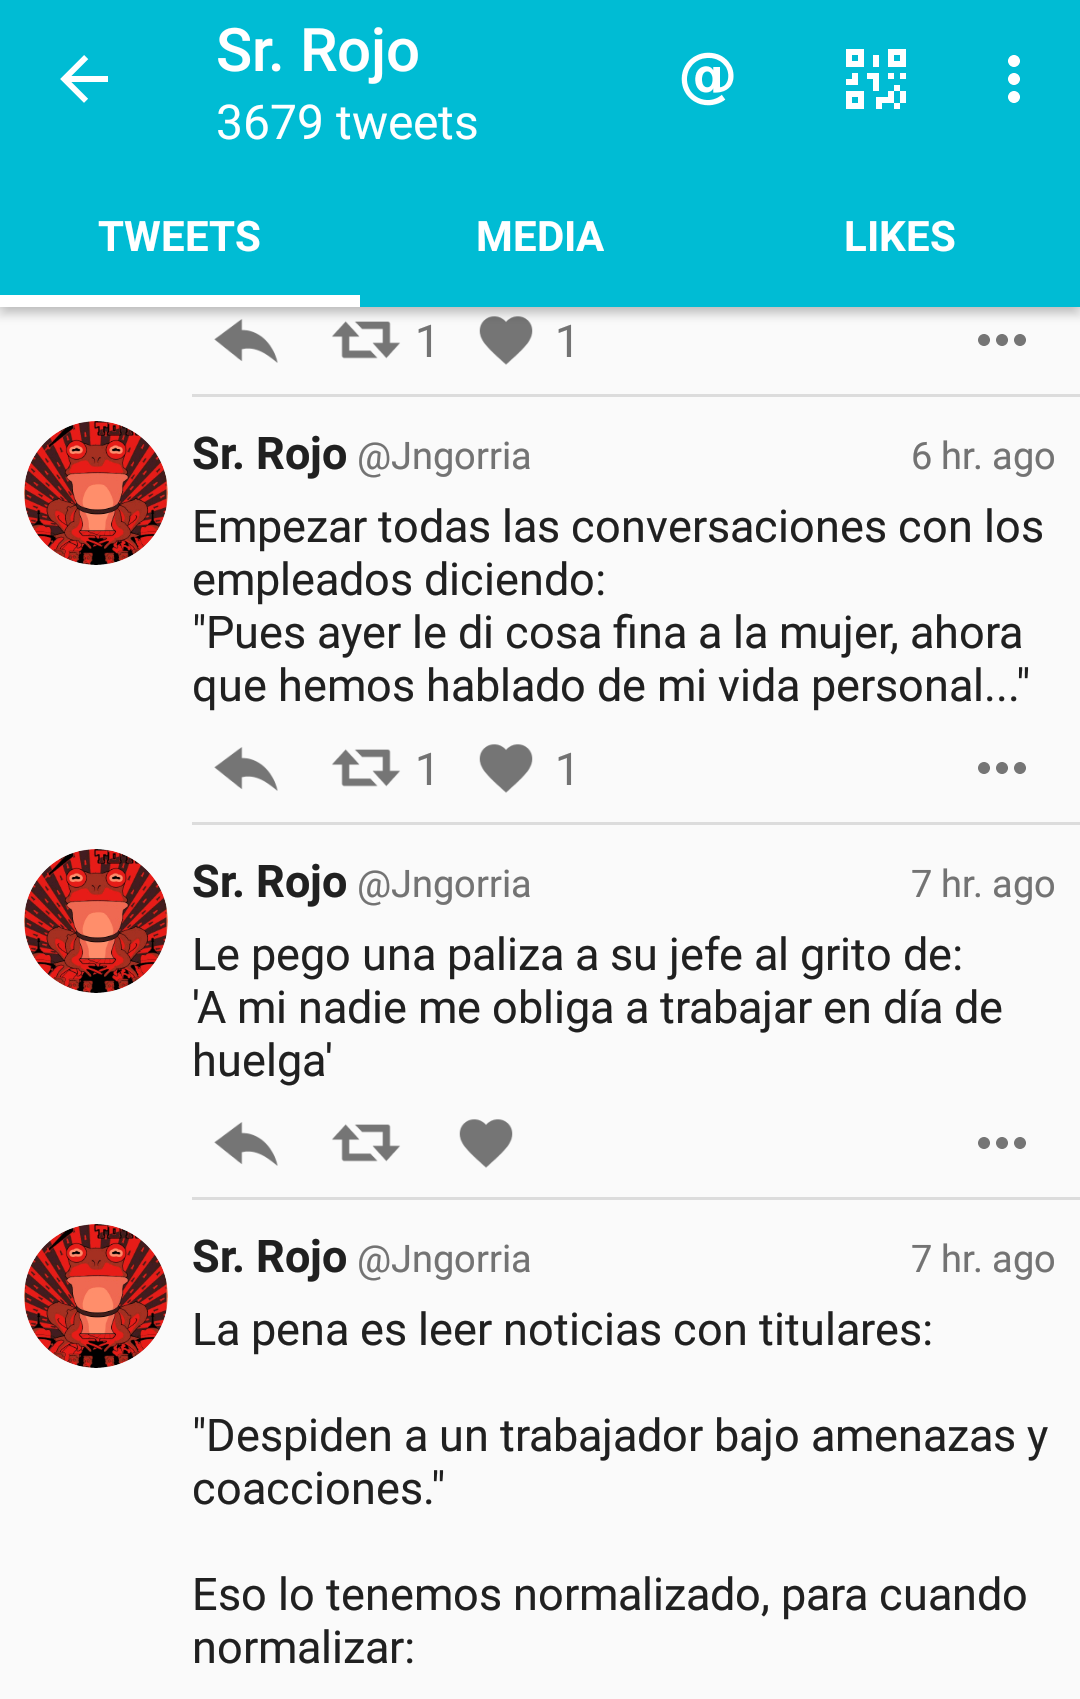 Sr. Rojo
3679 tweets
@
TWEETS MEDIA LIKES
1 1
Sr. Rojo @Jngorria 6 hr. ago
Empezar todas las conversaciones con los
empleados diciendo:
"Pues ayer le di cosa fina a la mujer, ahora
que hemos hablado de mi vida personal..."
1 1
Sr. Rojo @Jngorria 7 hr. ago
Le pego una paliza a su jefe al grito de:
'A mi nadie me obliga a trabajar en día de
huelga'
Sr. Rojo @Jngorria 7 hr. ago
La pena es leer noticias con titulares:
"Despiden a un trabajador bajo amenazas y
coacciones."
Eso lo tenemos normalizado, para cuando
normalizar: